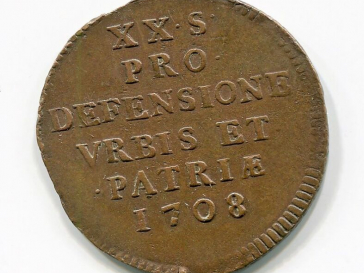 XX·S
PRO
DEFENSIONE
VRBIS ET
·PATRIÆ
1708